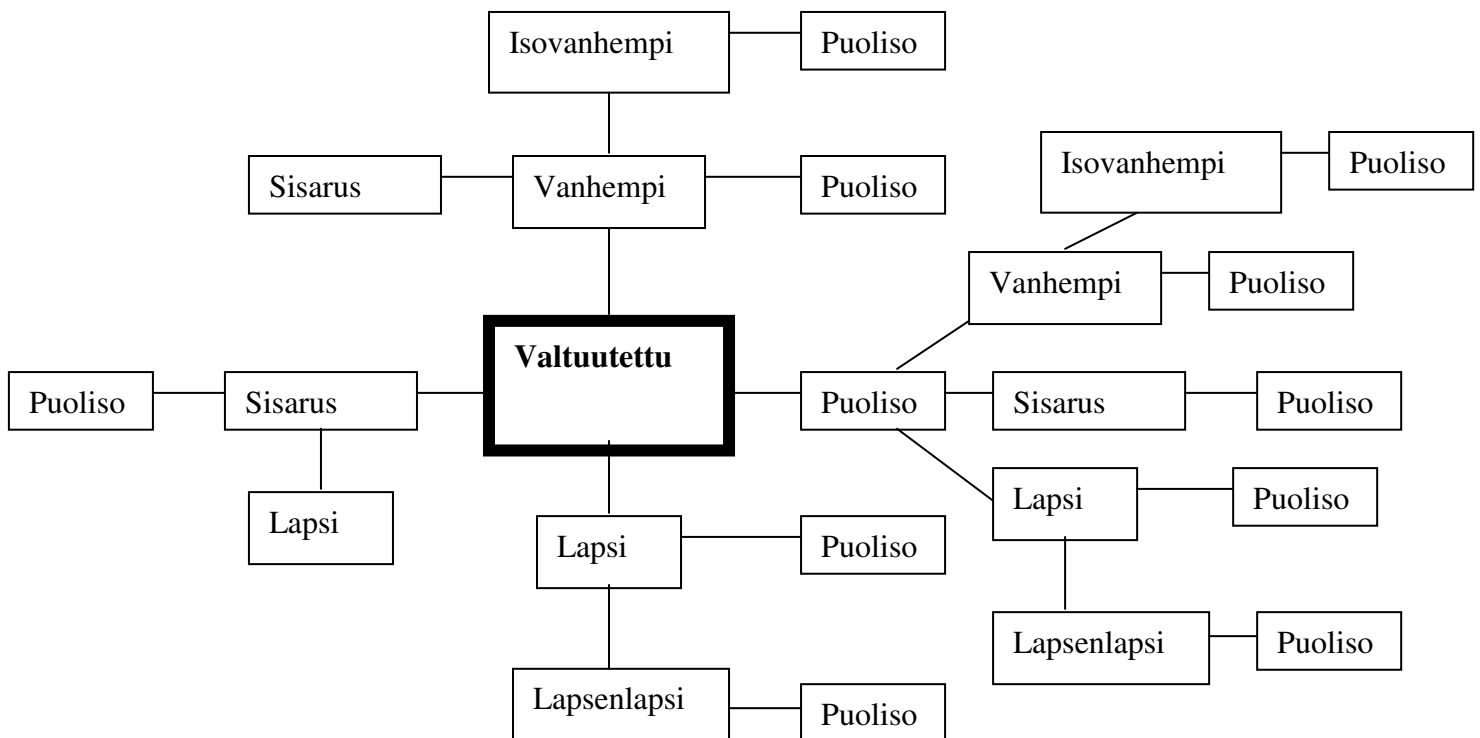 Isovanhempi Puoliso
Isovanhempi Puoliso
Sisarus Vanhempi Puoliso
Vanhempi Puoliso
Valtuutettu
Puoliso Sisarus Puoliso Sisarus Puoliso
Lapsi Puoliso
Lapsi Lapsi Puoliso
Lapsenlapsi Puoliso
Lapsenlapsi Puoliso